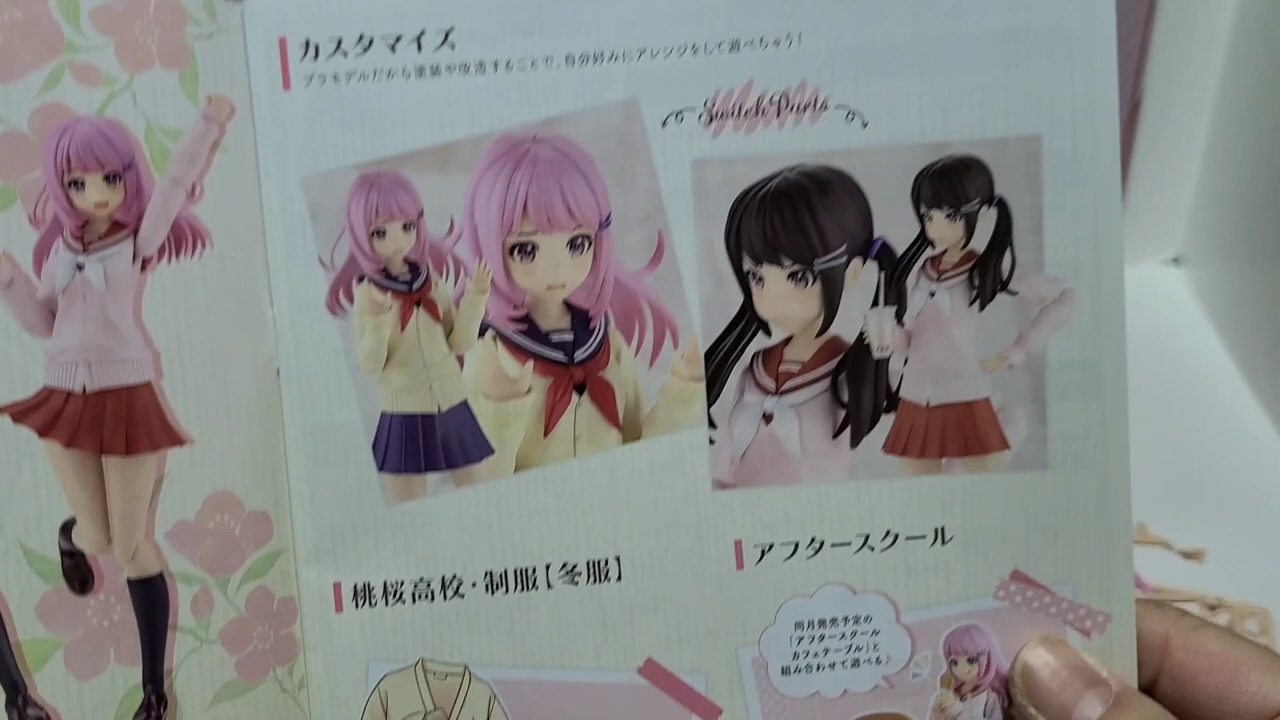 カスタマイズ
プラモデルだから塗装や改造することで、自分好みにアレンジをして遊べちゃう!
Switch Parts
桃桜高校・制服【冬服】
アフタースクール
同月発売予定の
「アフタースクール
カフェテーブル」と
組み合わせて遊べる♪